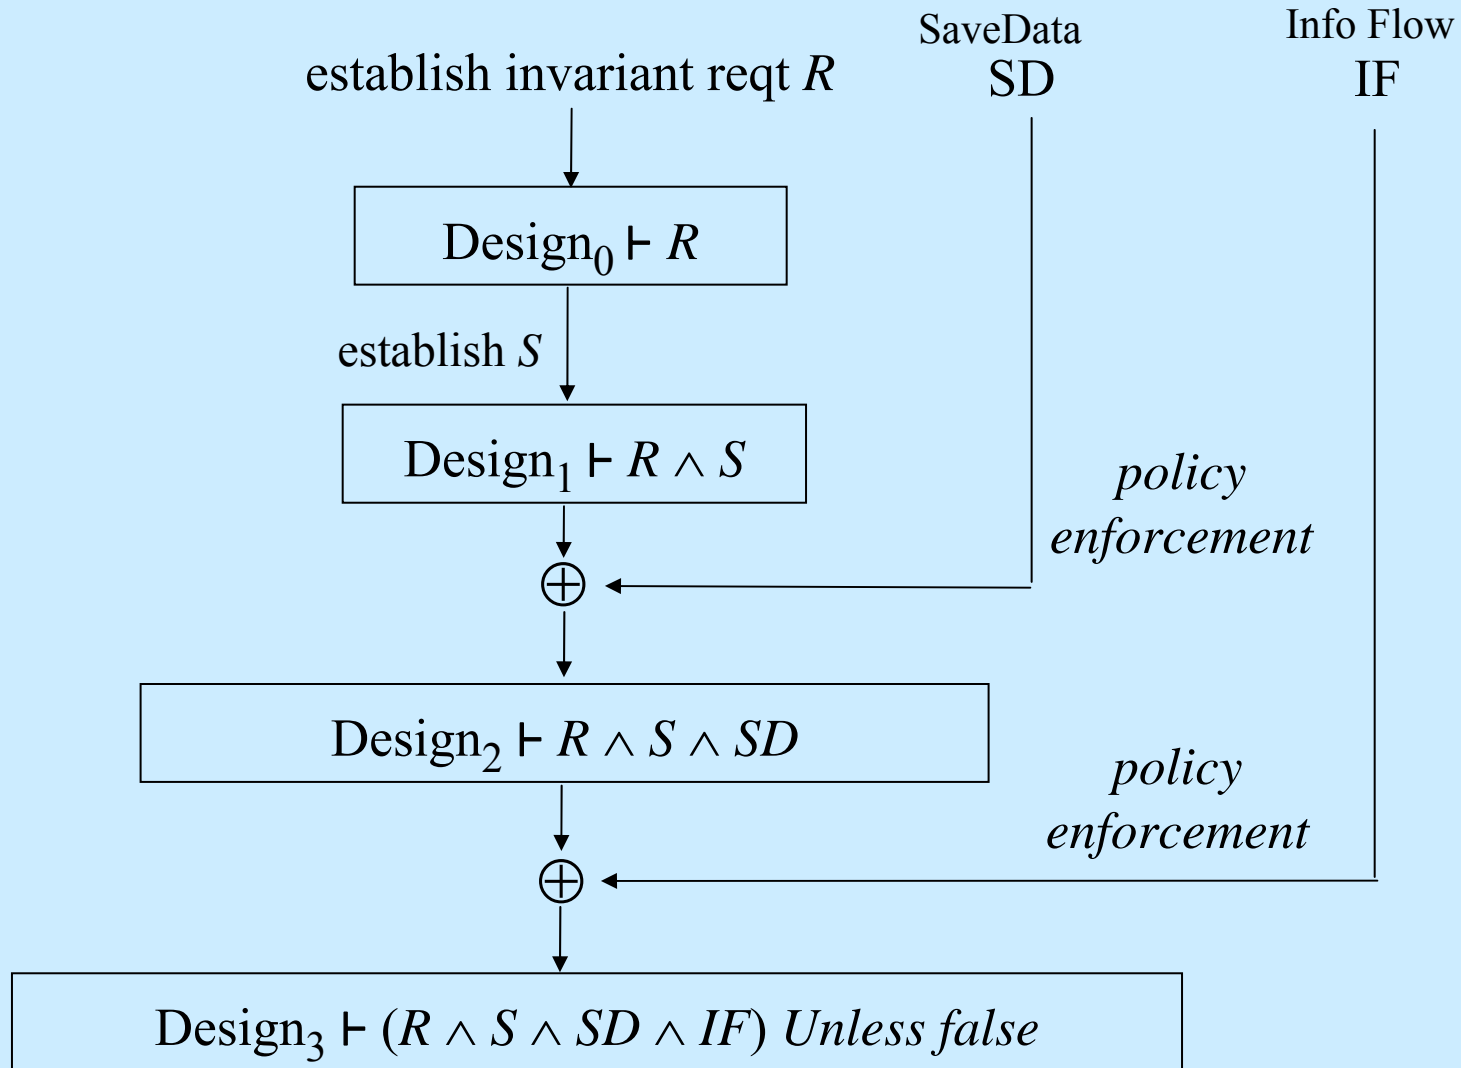 SaveData
Info Flow
establish invariant reqt R
SD
IF
Design₀ ⊢ R
establish S
Design₁ ⊢ R ∧ S
policy
enforcement
Design₂ ⊢ R ∧ S ∧ SD
policy
enforcement
Design₃ ⊢ (R ∧ S ∧ SD ∧ IF) Unless false